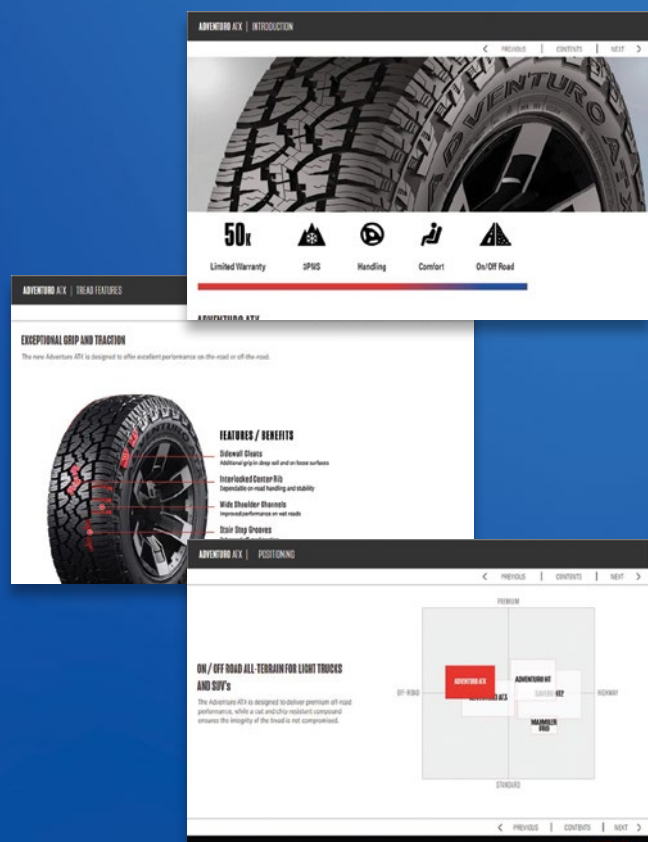 ADVENTURO ATX | INTRODUCTION
PREVIOUS | CONTENTS | NEXT
ADVENTURO ATX
50K
Limited Warranty
3PMS
Handling
Comfort
On/Off Road
ADVENTURO ATX
ADVENTURO ATX | TREAD FEATURES
EXCEPTIONAL GRIP AND TRACTION
The new Adventuro ATX is designed to offer excellent performance on-the-road or off-the-road.
FEATURES / BENEFITS
Sidewall Cleats
Additional grip in deep soil and on loose surfaces
Interlocked Center Rib
Dependable on-road handling and stability
Wide Shoulder Channels
Improved performance on wet roads
Stair Step Grooves
ADVENTURO ATX | POSITIONING
PREVIOUS | CONTENTS | NEXT
ON / OFF ROAD ALL-TERRAIN FOR LIGHT TRUCKS
AND SUV's
The Adventuro ATX is designed to deliver premium off-road
performance, while a cut and chip resistant compound
ensures the integrity of the tread is not compromised.
PREMIUM
OFF-ROAD
HIGHWAY
STANDARD
ADVENTURO ATX
ADVENTURO HT
PREVIOUS | CONTENTS | NEXT